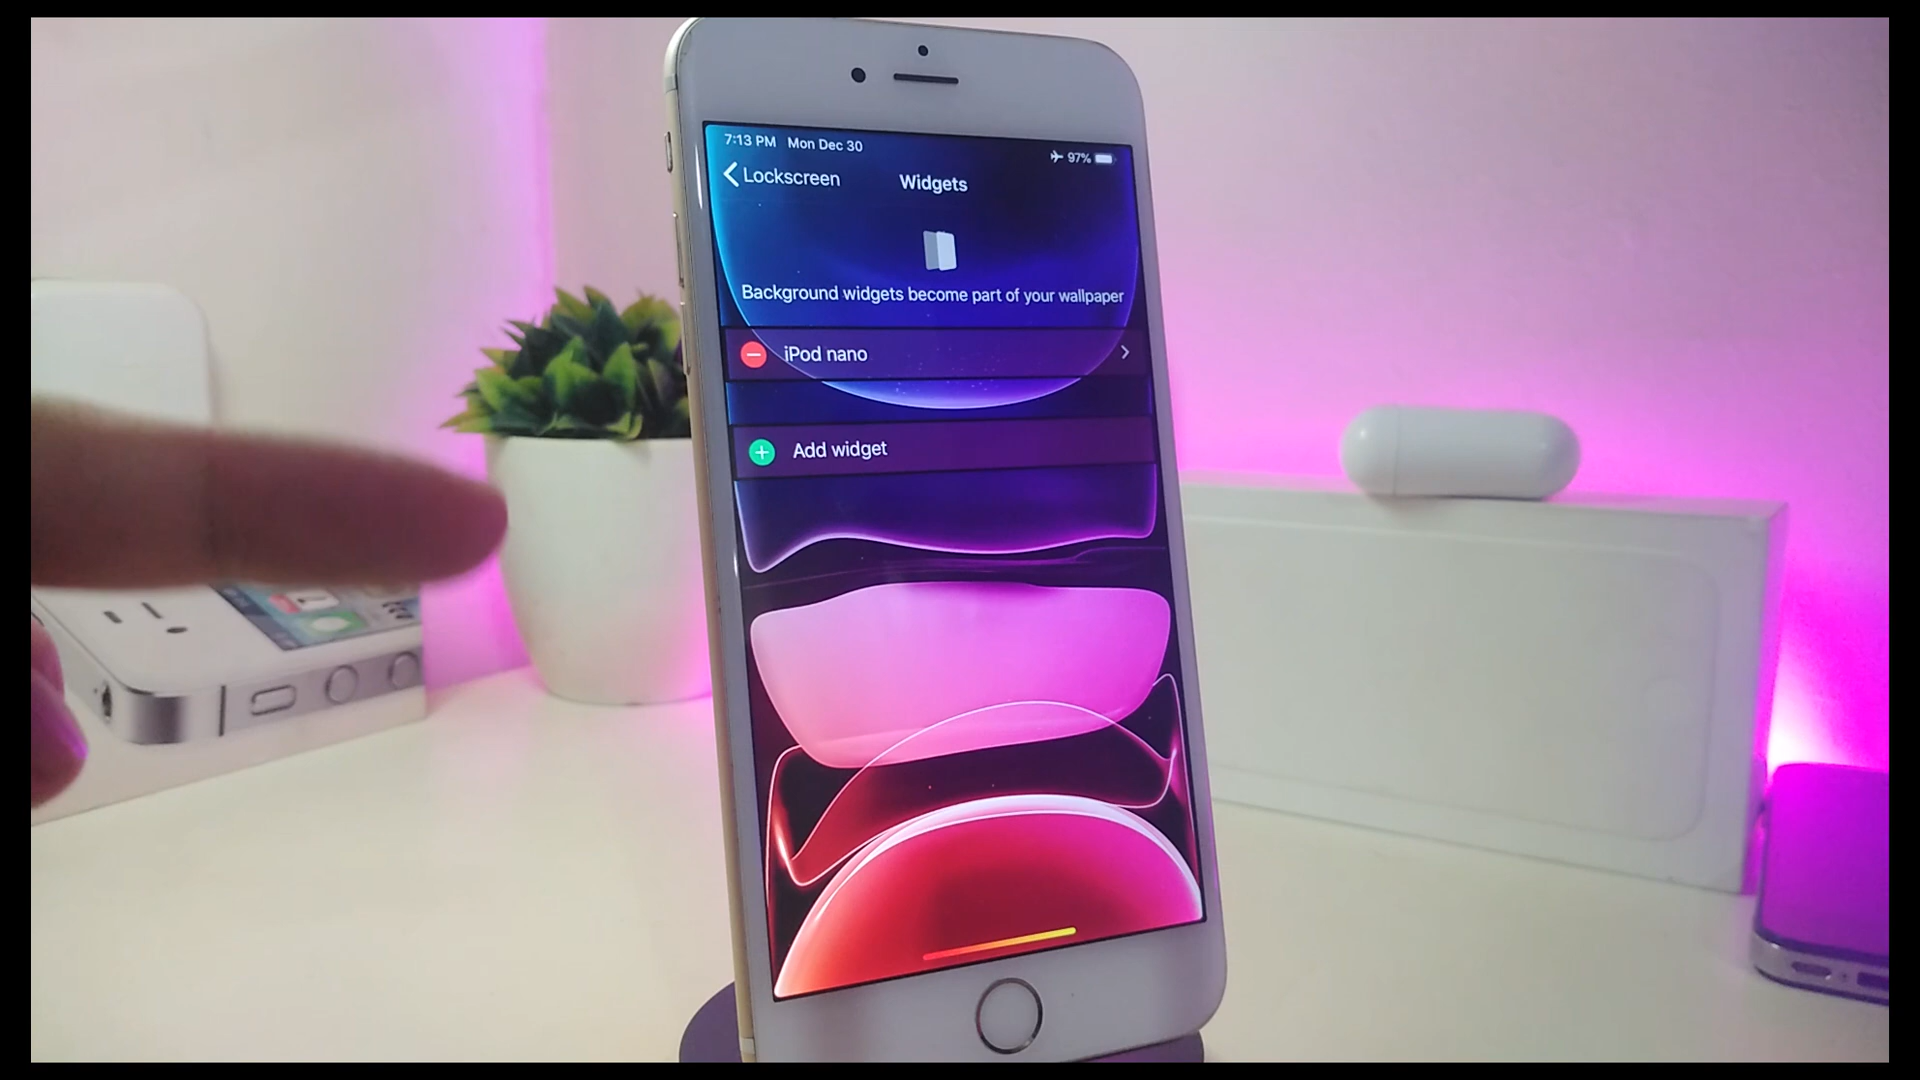 7:13 PM Mon Dec 30
97%
Lockscreen
Widgets
Background widgets become part of your wallpaper
iPod nano
Add widget